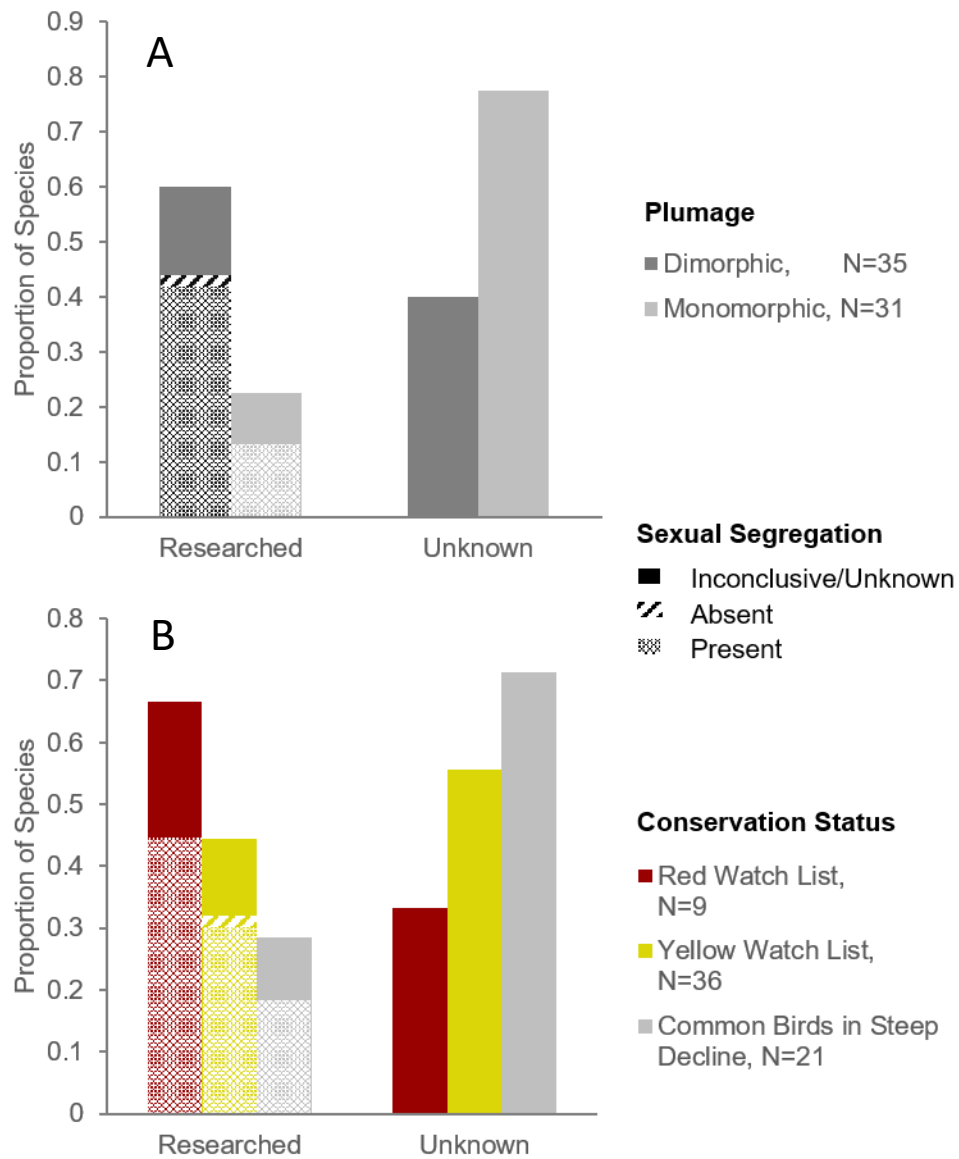 A
Proportion of Species
0.9
0.8
0.7
0.6
0.5
0.4
0.3
0.2
0.1
0
Researched
Unknown
Plumage
Dimorphic, N=35
Monomorphic, N=31
Sexual Segregation
Inconclusive/Unknown
Absent
Present
B
Proportion of Species
0.8
0.7
0.6
0.5
0.4
0.3
0.2
0.1
0
Researched
Unknown
Conservation Status
Red Watch List,
N=9
Yellow Watch List,
N=36
Common Birds in Steep
Decline, N=21